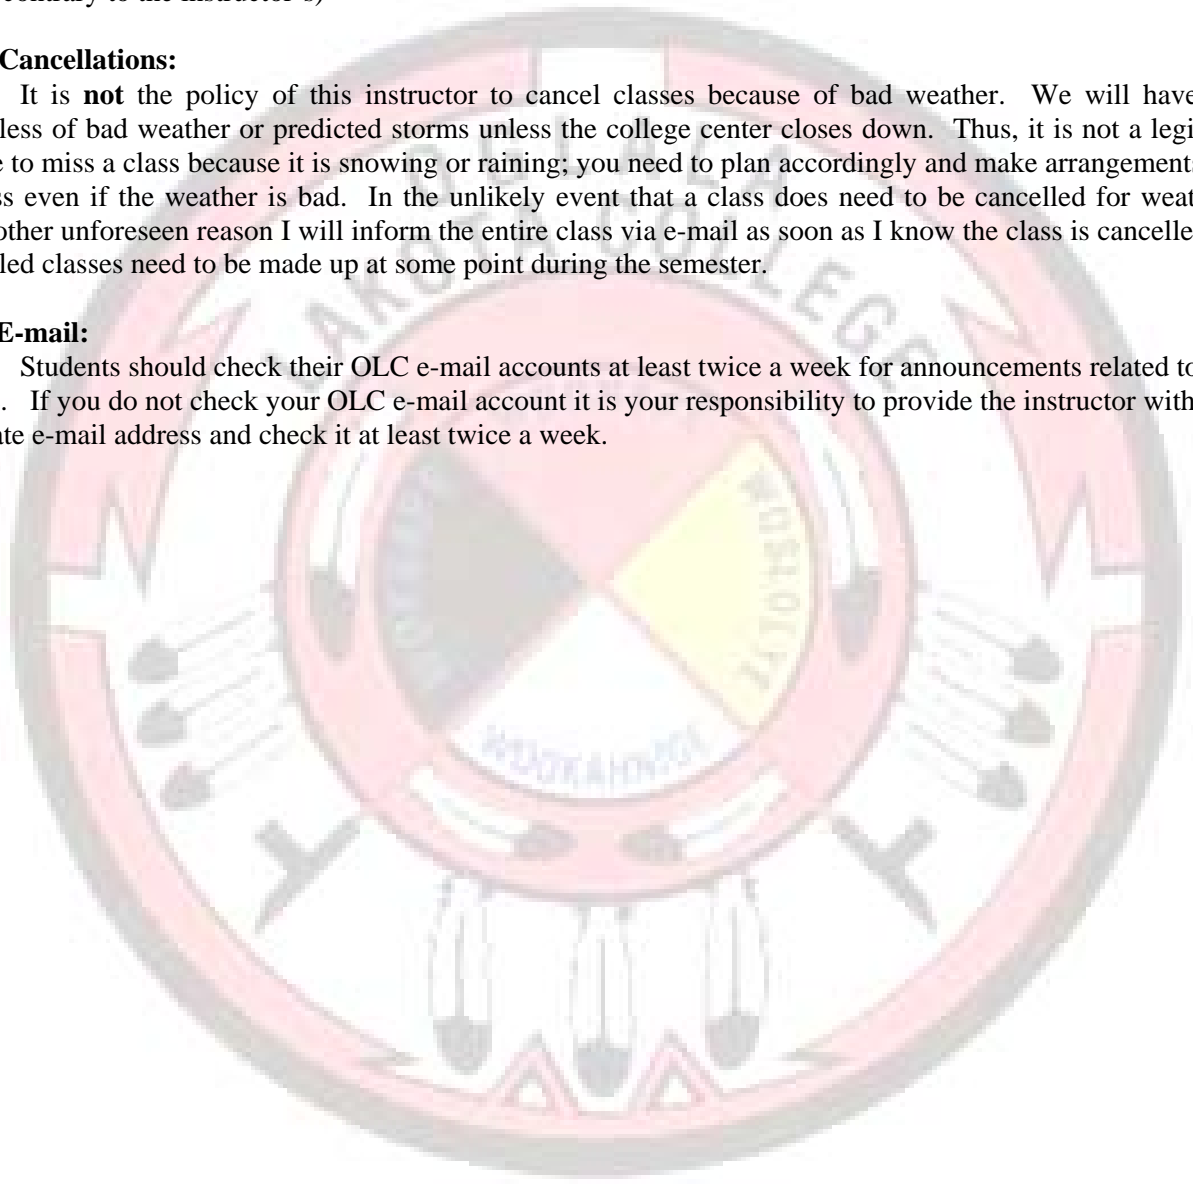 contrary to the instructor's)
Cancellations:
It is not the policy of this instructor to cancel classes because of bad weather. We will have
less of bad weather or predicted storms unless the college center closes down. Thus, it is not a legi
e to miss a class because it is snowing or raining; you need to plan accordingly and make arrangements
ss even if the weather is bad. In the unlikely event that a class does need to be cancelled for weat
other unforeseen reason I will inform the entire class via e-mail as soon as I know the class is cancelle
led classes need to be made up at some point during the semester.
E-mail:
Students should check their OLC e-mail accounts at least twice a week for announcements related to
. If you do not check your OLC e-mail account it is your responsibility to provide the instructor with
ate e-mail address and check it at least twice a week.
OGLALA
LAKOTA COLLEGE
WOSLOLYE